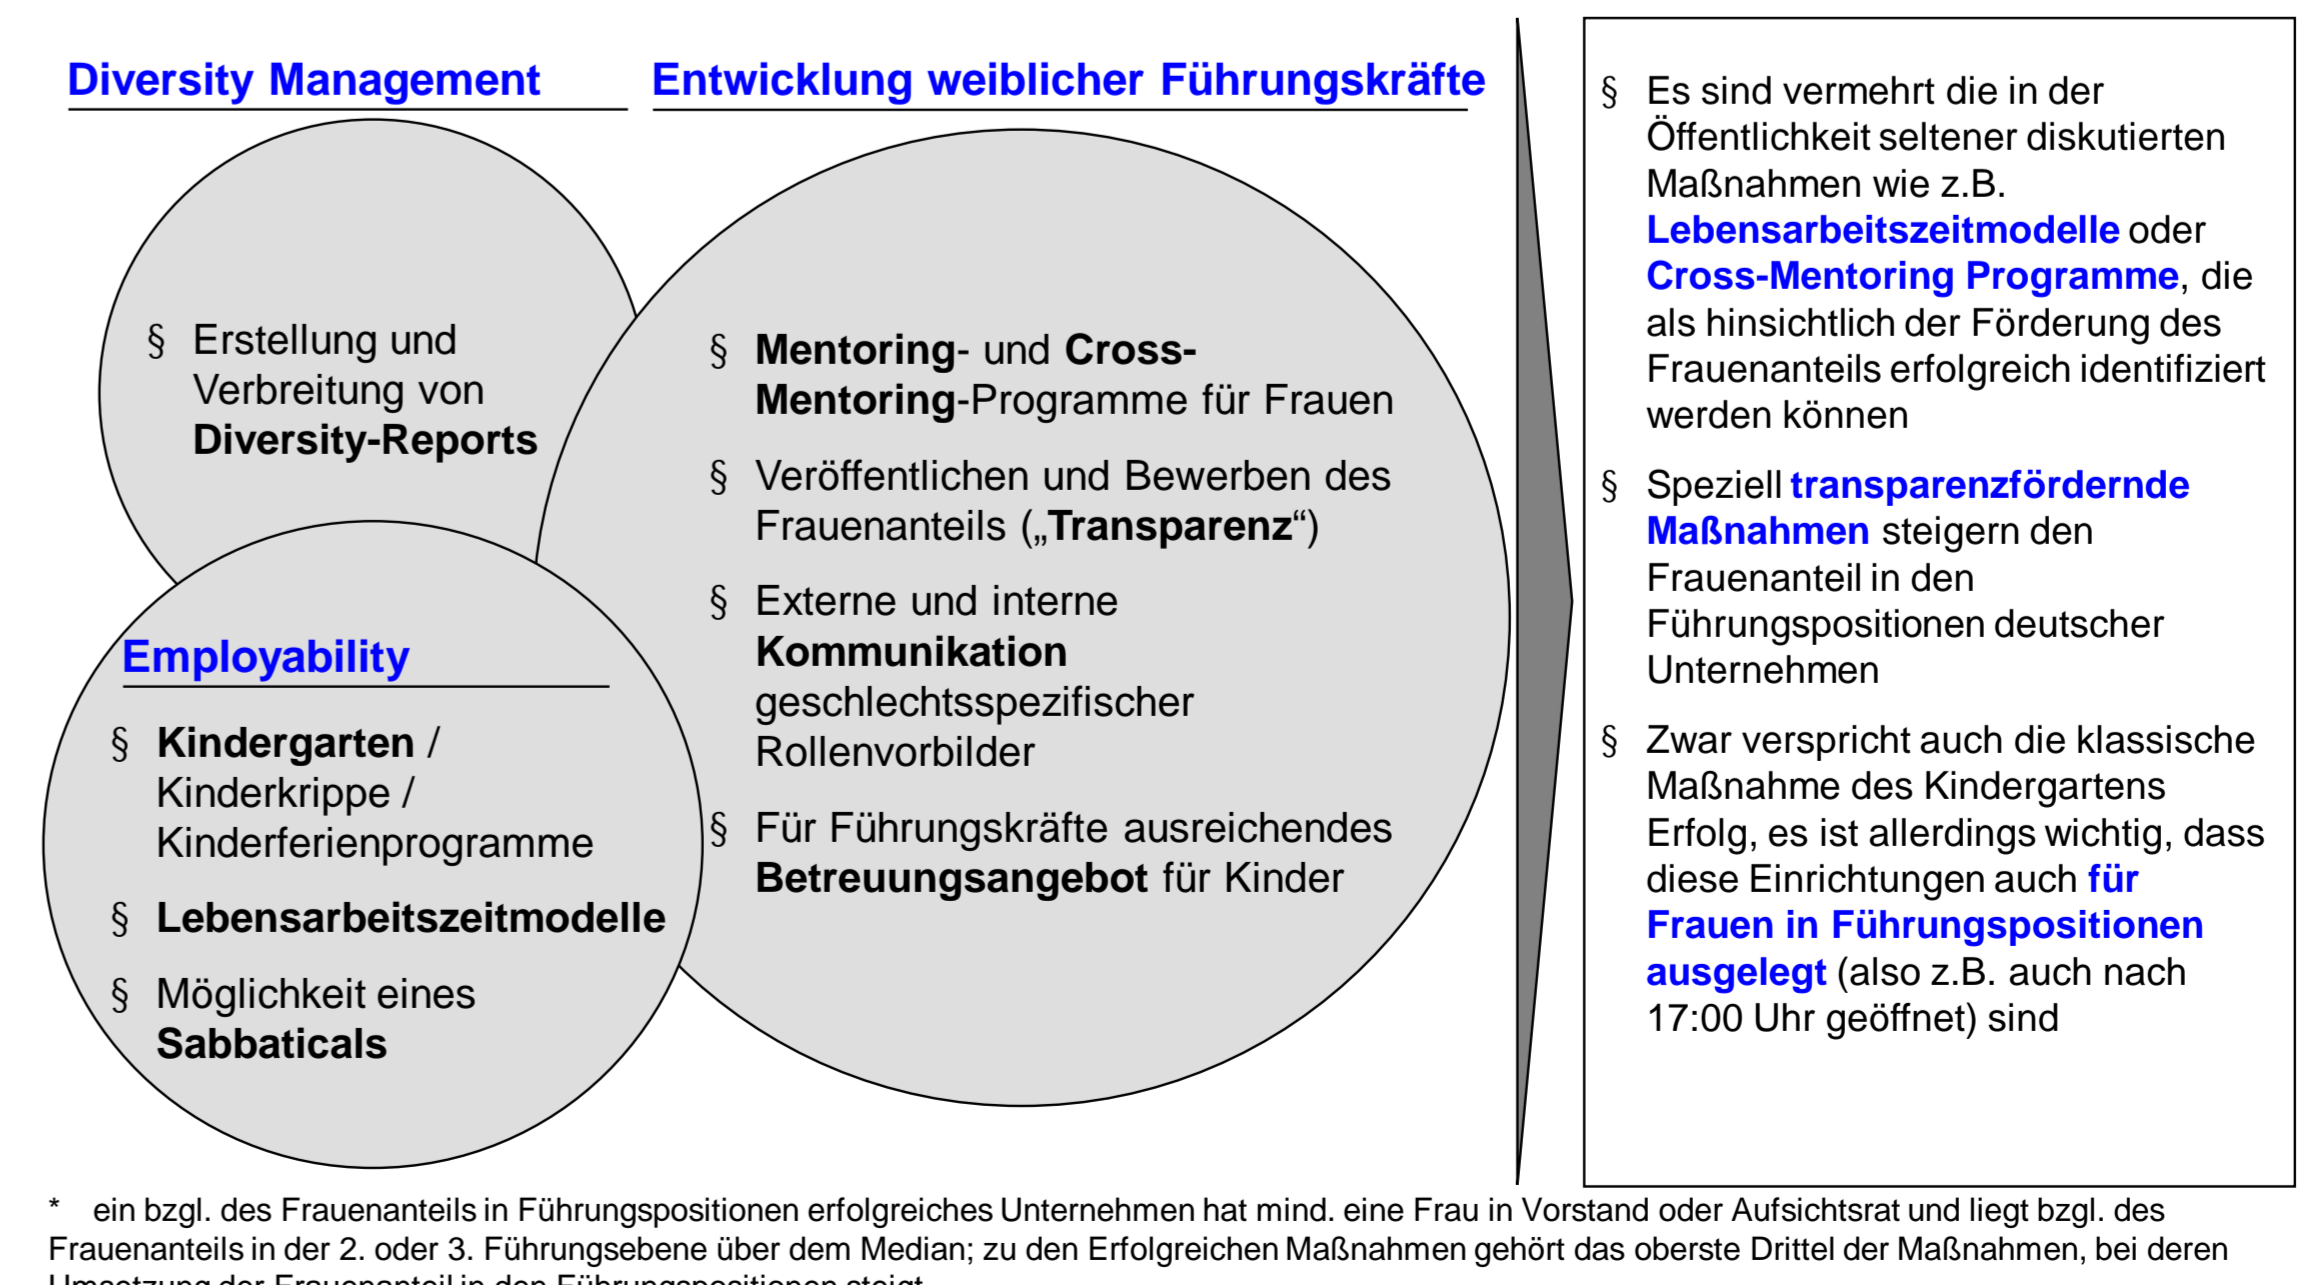 Diversity Management
§ Erstellung und
Verbreitung von
Diversity-Reports
Employability
§ Kindergarten /
Kinderkrippe /
Kinderferienprogramme
§ Lebensarbeitszeitmodelle
§ Möglichkeit eines
Sabbaticals
Entwicklung weiblicher Führungskräfte
§ Mentoring- und Cross-
Mentoring-Programme für Frauen
§ Veröffentlichen und Bewerben des
Frauenanteils („Transparenz“)
§ Externe und interne
Kommunikation
geschlechtsspezifischer
Rollenvorbilder
§ Für Führungskräfte ausreichendes
Betreuungsangebot für Kinder
§ Es sind vermehrt die in der
Öffentlichkeit seltener diskutierten
Maßnahmen wie z.B.
Lebensarbeitszeitmodelle oder
Cross-Mentoring Programme, die
als hinsichtlich der Förderung des
Frauenanteils erfolgreich identifiziert
werden können
§ Speziell transparenzfördernde
Maßnahmen steigern den
Frauenanteil in den
Führungspositionen deutscher
Unternehmen
§ Zwar verspricht auch die klassische
Maßnahme des Kindergartens
Erfolg, es ist allerdings wichtig, dass
diese Einrichtungen auch für
Frauen in Führungspositionen
ausgelegt (also z.B. auch nach
17:00 Uhr geöffnet) sind
* ein bzgl. des Frauenanteils in Führungspositionen erfolgreiches Unternehmen hat mind. eine Frau in Vorstand oder Aufsichtsrat und liegt bzgl. des
Frauenanteils in der 2. oder 3. Führungsebene über dem Median; zu den Erfolgreichen Maßnahmen gehört das oberste Drittel der Maßnahmen, bei deren
Umsetzung der Frauenanteil in den Führungspositionen steigt